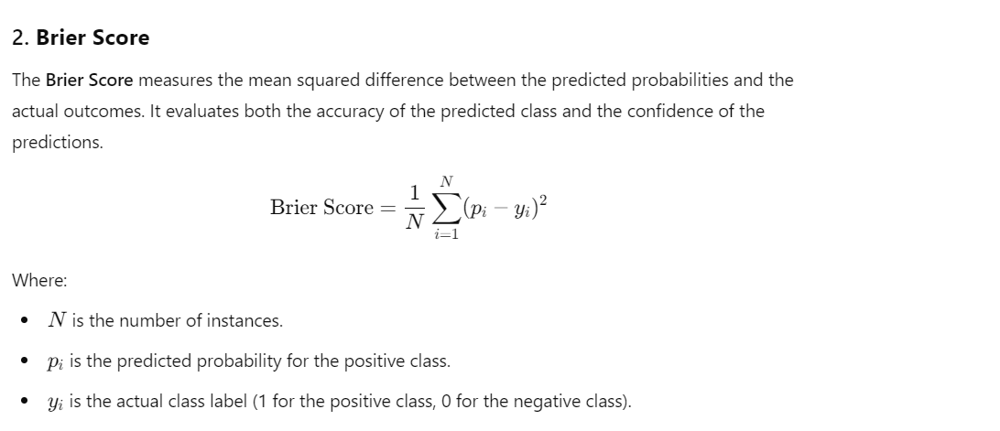 2. Brier Score
The Brier Score measures the mean squared difference between the predicted probabilities and the
actual outcomes. It evaluates both the accuracy of the predicted class and the confidence of the
predictions.
Brier Score = \frac{1}{N} \sum_{i=1}^{N} (p_i − y_i)^2
Where:
• N is the number of instances.
• p_i is the predicted probability for the positive class.
• y_i is the actual class label (1 for the positive class, 0 for the negative class).